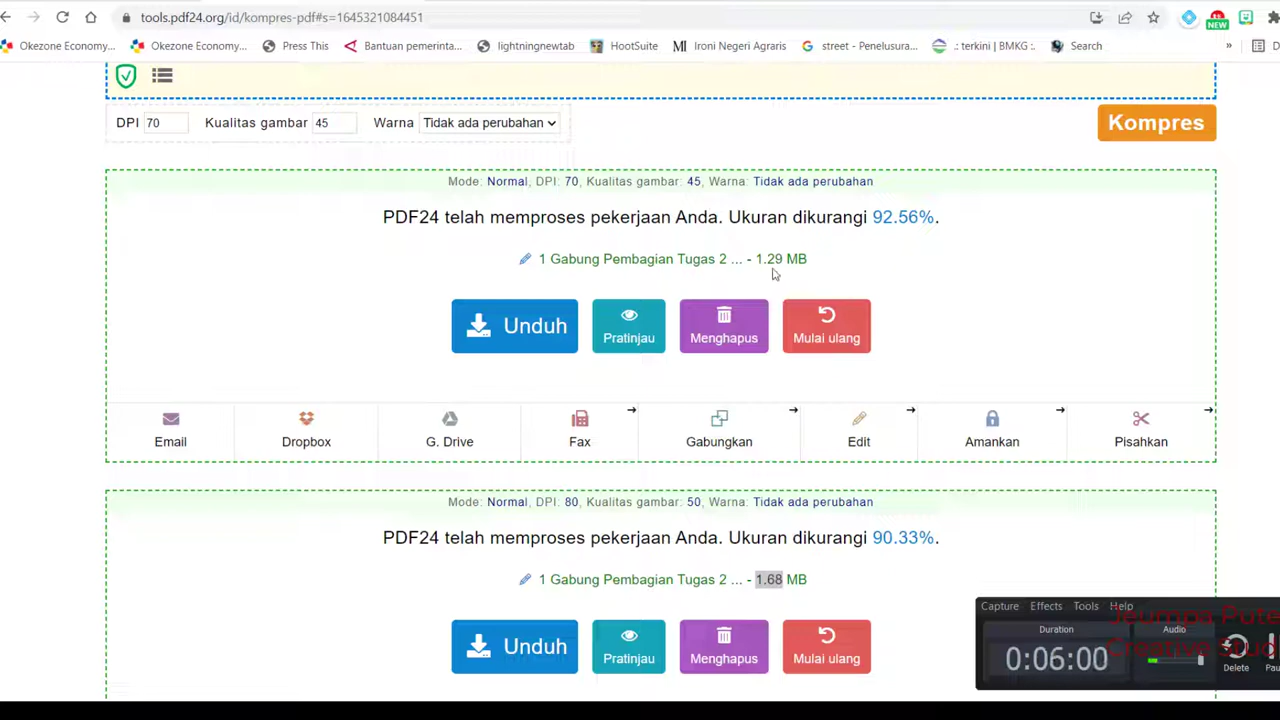 tools.pdf24.org/id/kompres-pdf#s=1645321084451
NEW
Okezone Economy... Okezone Economy... Press This Bantuan pemerinta... lightningnewtab HootSuite Ironi Negeri Agraris street - Penelusura... .: terkini | BMKG :. Search »
DPI 70 Kualitas gambar 45 Warna Tidak ada perubahan
Kompres
Mode: Normal, DPI: 70, Kualitas gambar: 45, Warna: Tidak ada perubahan
PDF24 telah memproses pekerjaan Anda. Ukuran dikurangi 92.56%.
1 Gabung Pembagian Tugas 2 ... - 1.29 MB
Unduh Pratinjau Menghapus Mulai ulang
Email Dropbox G. Drive Fax Gabungkan Edit Amankan Pisahkan
Mode: Normal, DPI: 80, Kualitas gambar: 50, Warna: Tidak ada perubahan
PDF24 telah memproses pekerjaan Anda. Ukuran dikurangi 90.33%.
1 Gabung Pembagian Tugas 2 ... - 1.68 MB
Unduh Pratinjau Menghapus Mulai ulang
Capture Effects Tools Help
Jeumpa Pute
Creative Stud
Duration Audio
0:06:00
Delete Pau